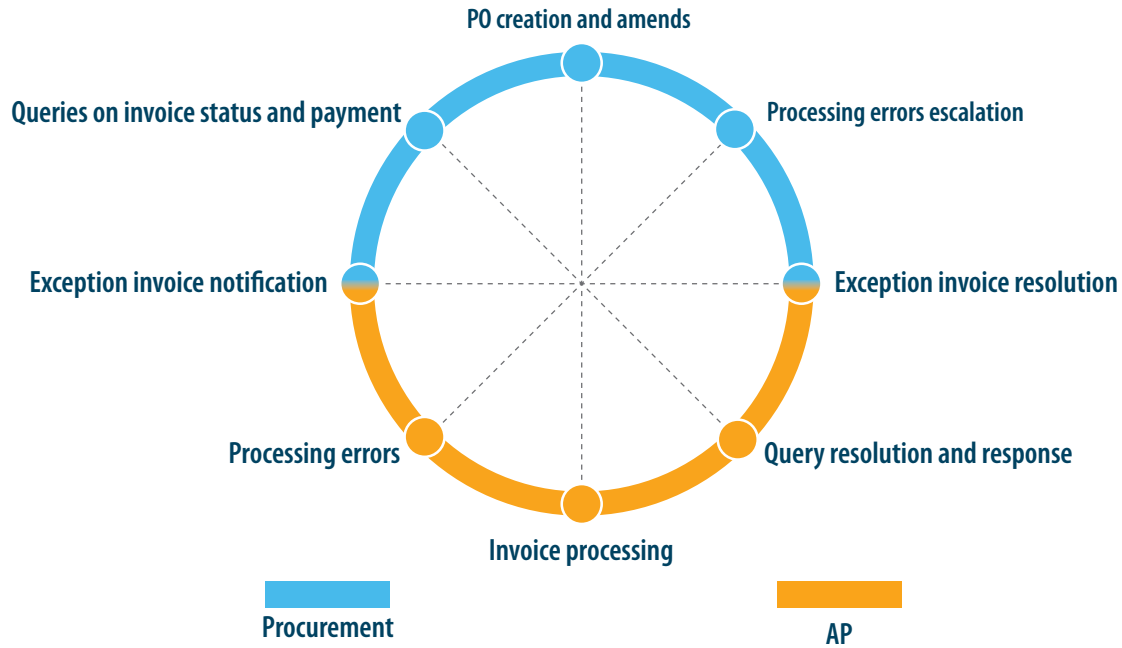 PO creation and amends
Queries on invoice status and payment
Processing errors escalation
Exception invoice notification
Exception invoice resolution
Processing errors
Query resolution and response
Invoice processing
Procurement
AP